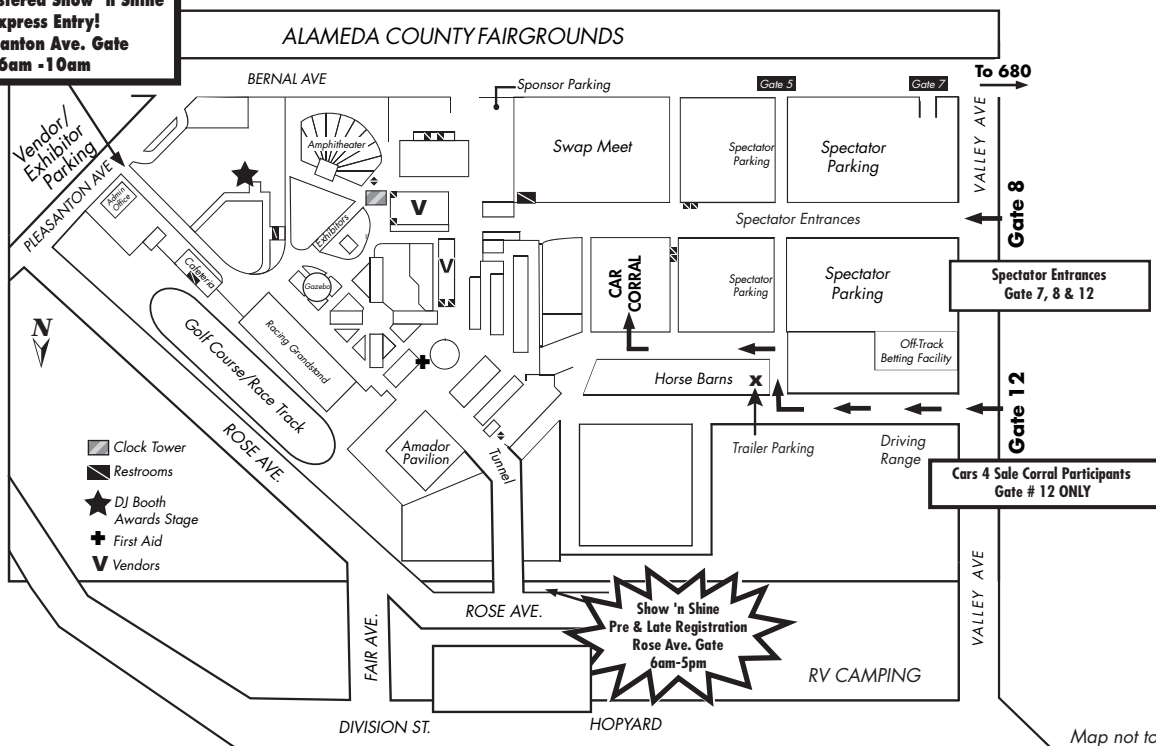 Show 'n Shine
xpress Entry!
anton Ave. Gate
6am -10am
ALAMEDA COUNTY FAIRGROUNDS
BERNAL AVE
Sponsor Parking
Gate 5
Gate 7
To 680
VALLEY AVE
Vendor/
Exhibitor
Parking
PLEASANTON AVE
Admin
Office
Amphitheater
V
Exhibitors
Swap Meet
Spectator
Parking
Spectator
Parking
Spectator Entrances
Gate 8
Spectator Entrances
Gate 7, 8 & 12
Cafeteria
Gazebo
V
CAR
CORRAL
Spectator
Parking
Spectator
Parking
Off-Track
Betting Facility
N
Golf Course/Race Track
Racing Grandstand
Horse Barns
X
Gate 12
Trailer Parking
Driving
Range
Cars 4 Sale Corral Participants
Gate # 12 ONLY
ROSE AVE.
Amador
Pavilion
Tunnel
Clock Tower
Restrooms
DJ Booth
Awards Stage
First Aid
V Vendors
ROSE AVE.
Show 'n Shine
Pre & Late Registration
Rose Ave. Gate
6am-5pm
VALLEY AVE
FAIR AVE.
RV CAMPING
DIVISION ST.
HOPYARD
Map not to